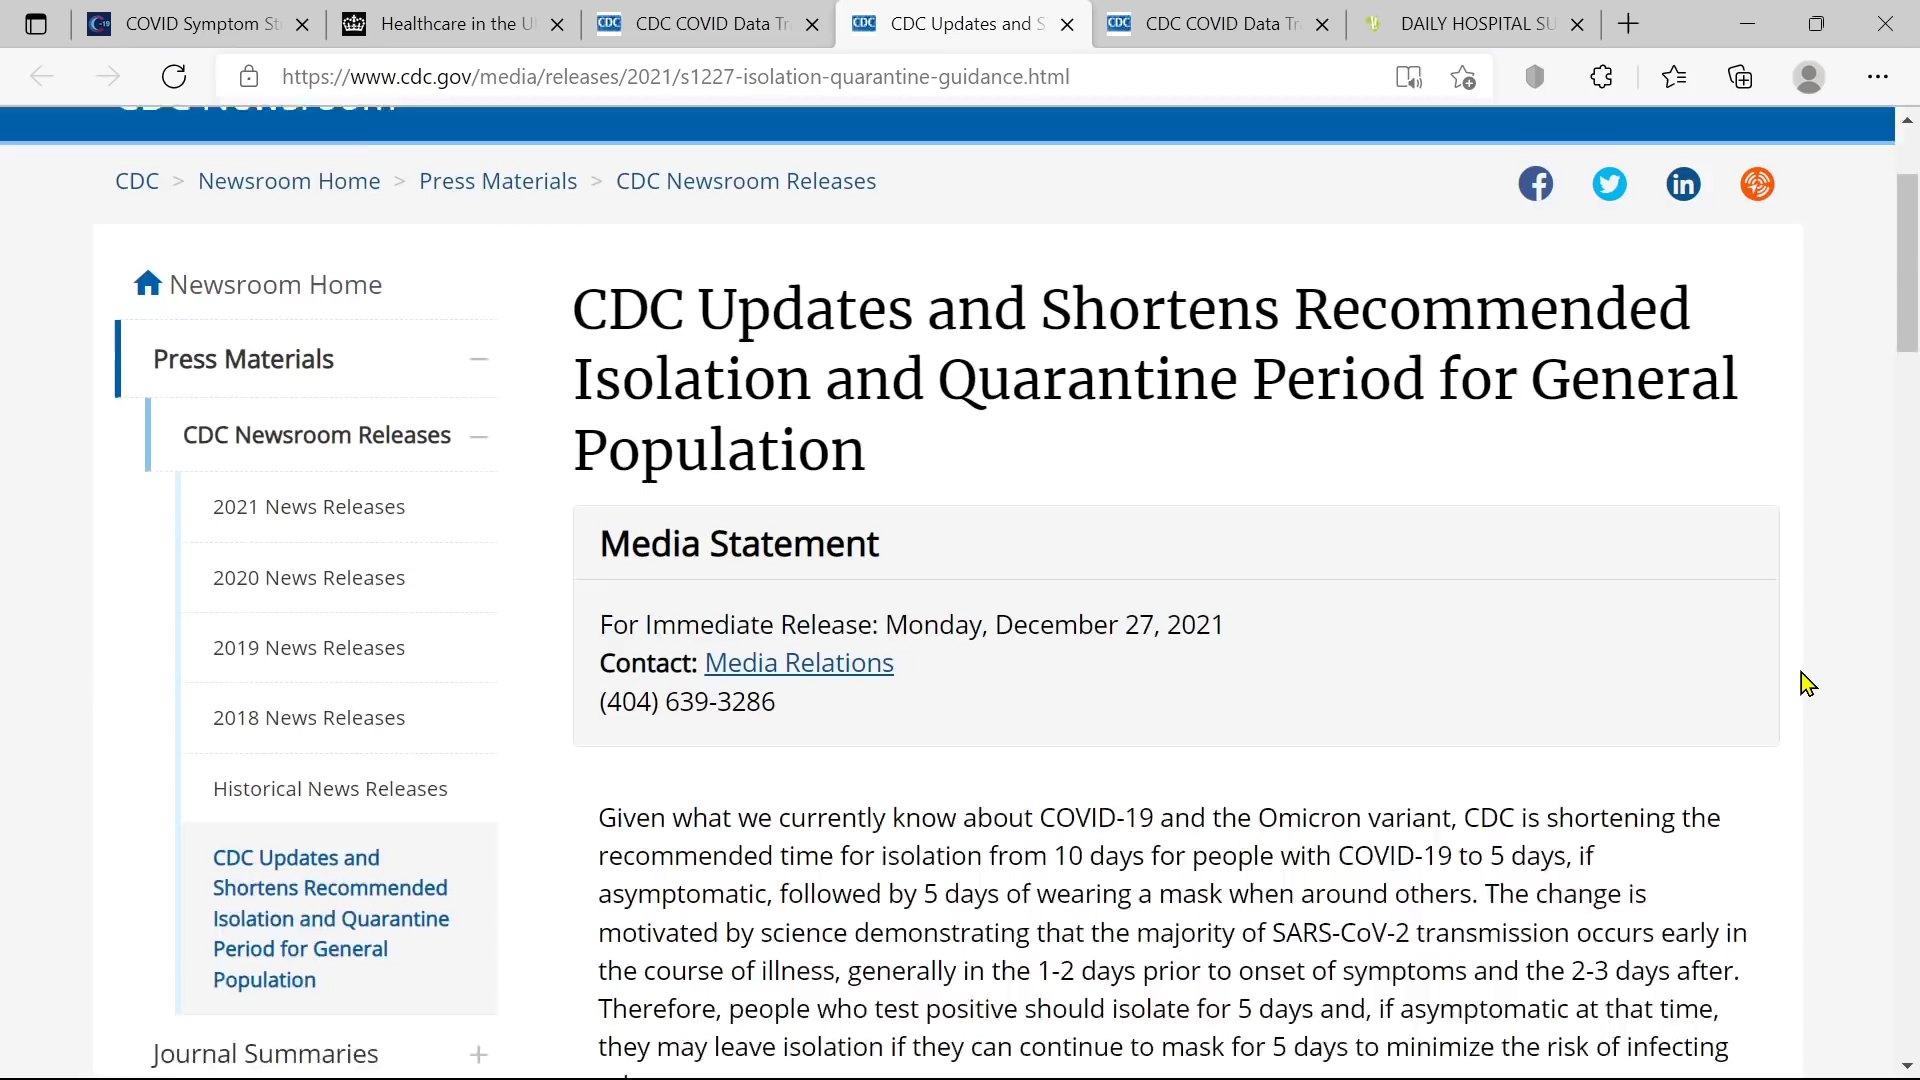 COVID Symptom St
Healthcare in the U
CDC COVID Data Tr
CDC Updates and S
CDC COVID Data Tr
DAILY HOSPITAL SU
https://www.cdc.gov/media/releases/2021/s1227-isolation-quarantine-guidance.html
CDC Newsroom
CDC > Newsroom Home > Press Materials > CDC Newsroom Releases
Newsroom Home
Press Materials
CDC Newsroom Releases
2021 News Releases
2020 News Releases
2019 News Releases
2018 News Releases
Historical News Releases
CDC Updates and
Shortens Recommended
Isolation and Quarantine
Period for General
Population
Journal Summaries
CDC Updates and Shortens Recommended
Isolation and Quarantine Period for General
Population
Media Statement
For Immediate Release: Monday, December 27, 2021
Contact: Media Relations
(404) 639-3286
Given what we currently know about COVID-19 and the Omicron variant, CDC is shortening the
recommended time for isolation from 10 days for people with COVID-19 to 5 days, if
asymptomatic, followed by 5 days of wearing a mask when around others. The change is
motivated by science demonstrating that the majority of SARS-CoV-2 transmission occurs early in
the course of illness, generally in the 1-2 days prior to onset of symptoms and the 2-3 days after.
Therefore, people who test positive should isolate for 5 days and, if asymptomatic at that time,
they may leave isolation if they can continue to mask for 5 days to minimize the risk of infecting